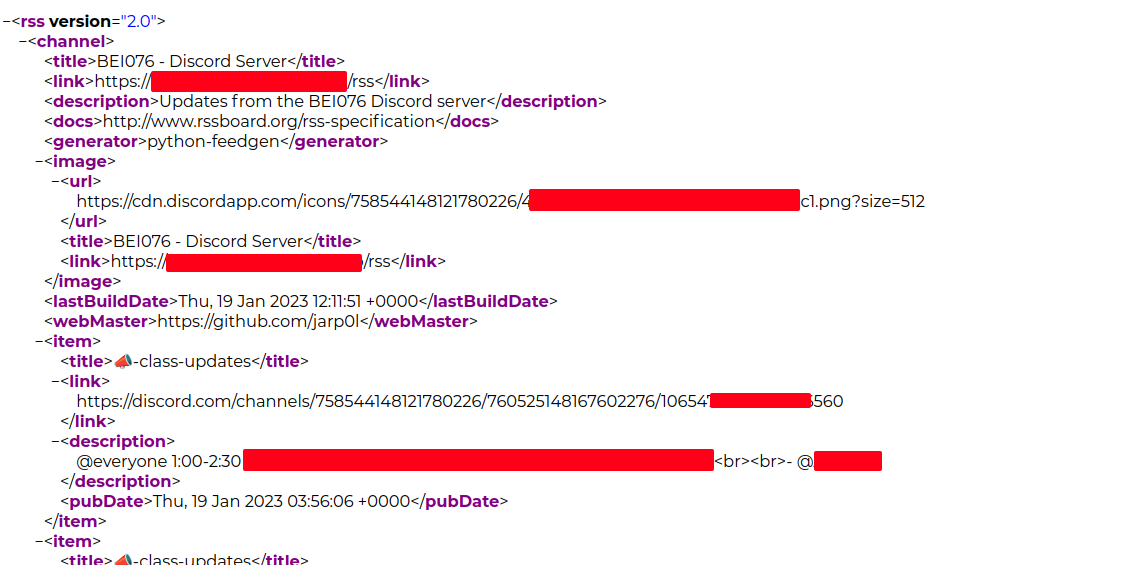 −<rss version="2.0">
−<channel>
<title>BEI076 - Discord Server</title>
<link>https:///rss</link>
<description>Updates from the BEI076 Discord server</description>
<docs>http://www.rssboard.org/rss-specification</docs>
<generator>python-feedgen</generator>
−<image>
−<url>
https://cdn.discordapp.com/icons/758544148121780226/4 c1.png?size=512
</url>
<title>BEI076 - Discord Server</title>
<link>https:// /rss</link>
</image>
<lastBuildDate>Thu, 19 Jan 2023 12:11:51 +0000</lastBuildDate>
<webMaster>https://github.com/jarp0l</webMaster>
−<item>
<title>📣-class-updates</title>
−<link>
https://discord.com/channels/758544148121780226/760525148167602276/10654 560
</link>
−<description>
@everyone 1:00-2:30 <br><br>- @
</description>
<pubDate>Thu, 19 Jan 2023 03:56:06 +0000</pubDate>
</item>
−<item>
<title>📣-class-updates</title>